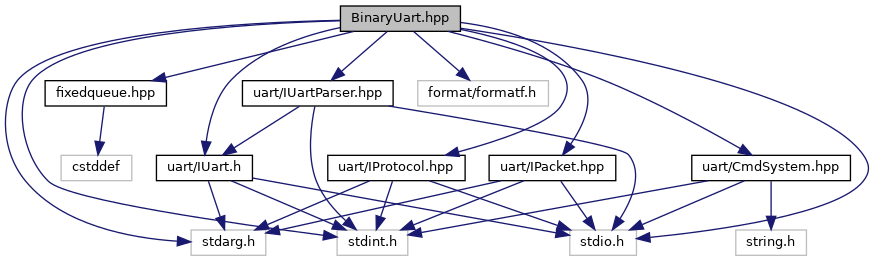 BinaryUart.hpp
fixedqueue.hpp
uart/IUartParser.hpp
format/formatf.h
cstddef
uart/IUart.h
uart/IProtocol.hpp
uart/IPacket.hpp
uart/CmdSystem.hpp
stdarg.h
stdint.h
stdio.h
string.h